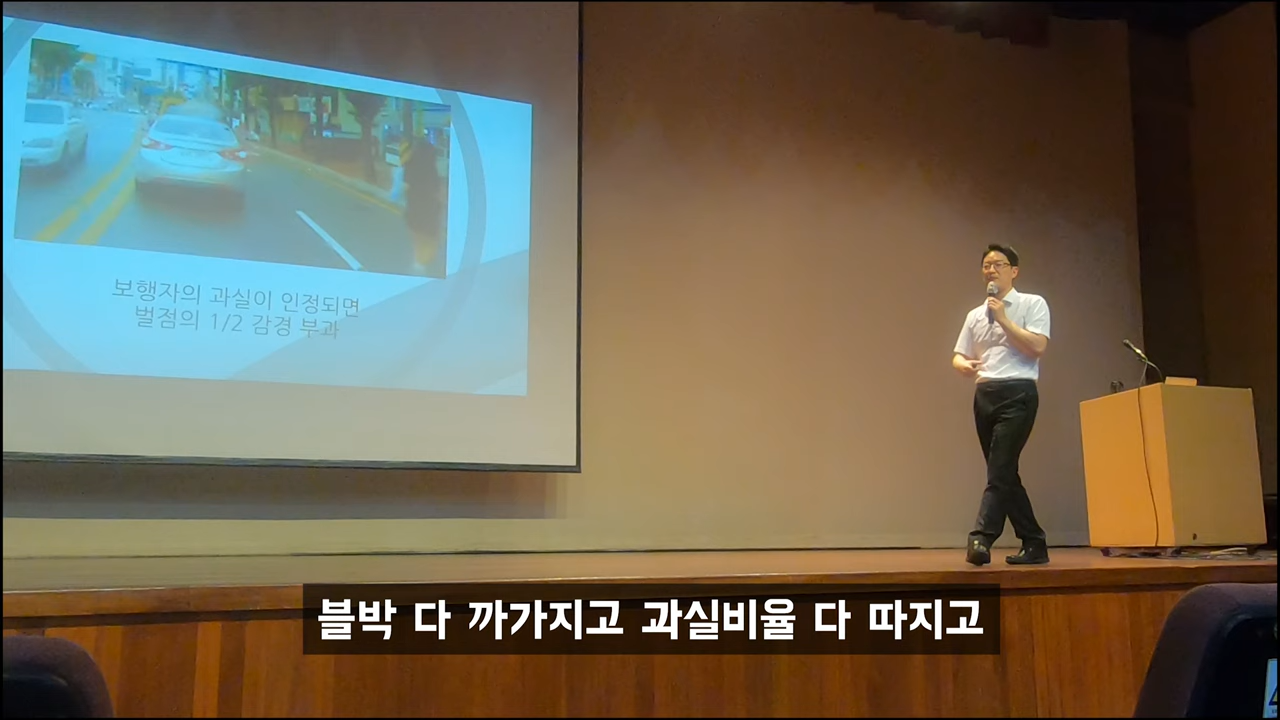 보행자의 과실이 인정되면
벌점의 1/2 감경 부과
블박 다 까가지고 과실비율 다 따지고